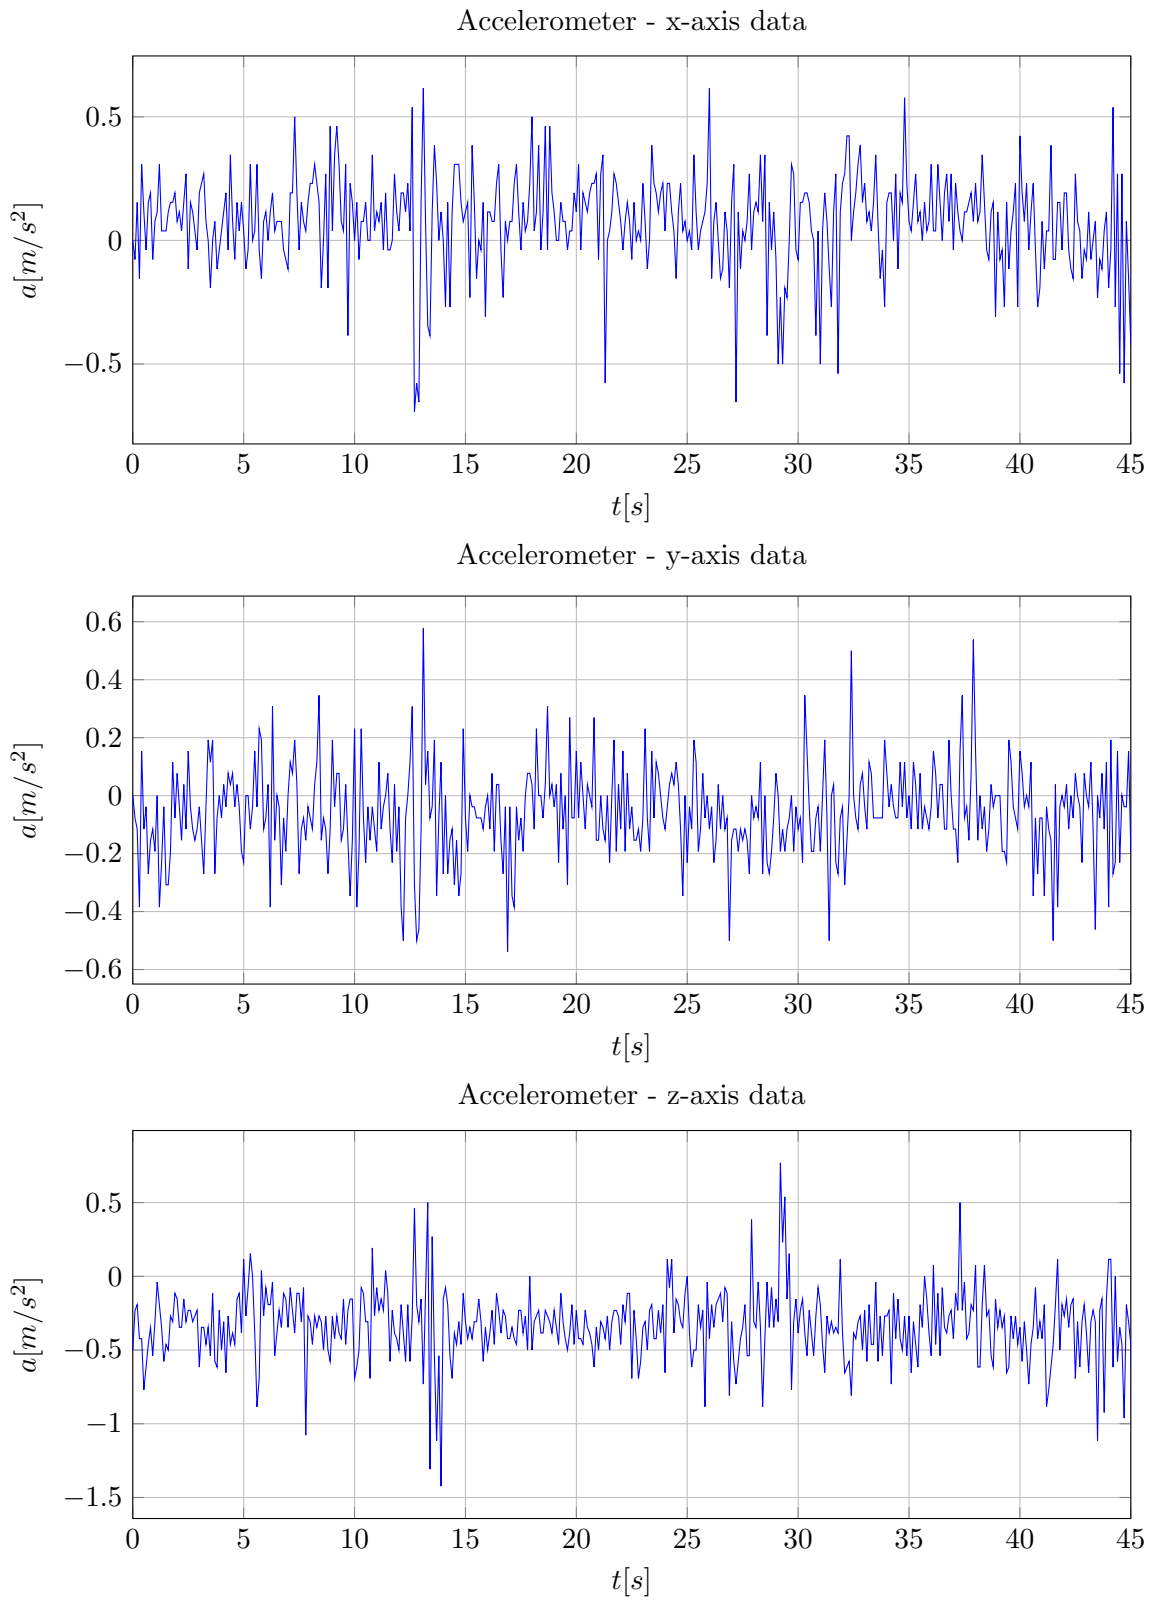 Accelerometer - x-axis data
0.5
0
−0.5
a[m/s²]
0 5 10 15 20 25 30 35 40 45
t[s]
Accelerometer - y-axis data
0.6
0.4
0.2
0
−0.2
−0.4
−0.6
a[m/s²]
0 5 10 15 20 25 30 35 40 45
t[s]
Accelerometer - z-axis data
0.5
0
−0.5
−1
−1.5
a[m/s²]
0 5 10 15 20 25 30 35 40 45
t[s]